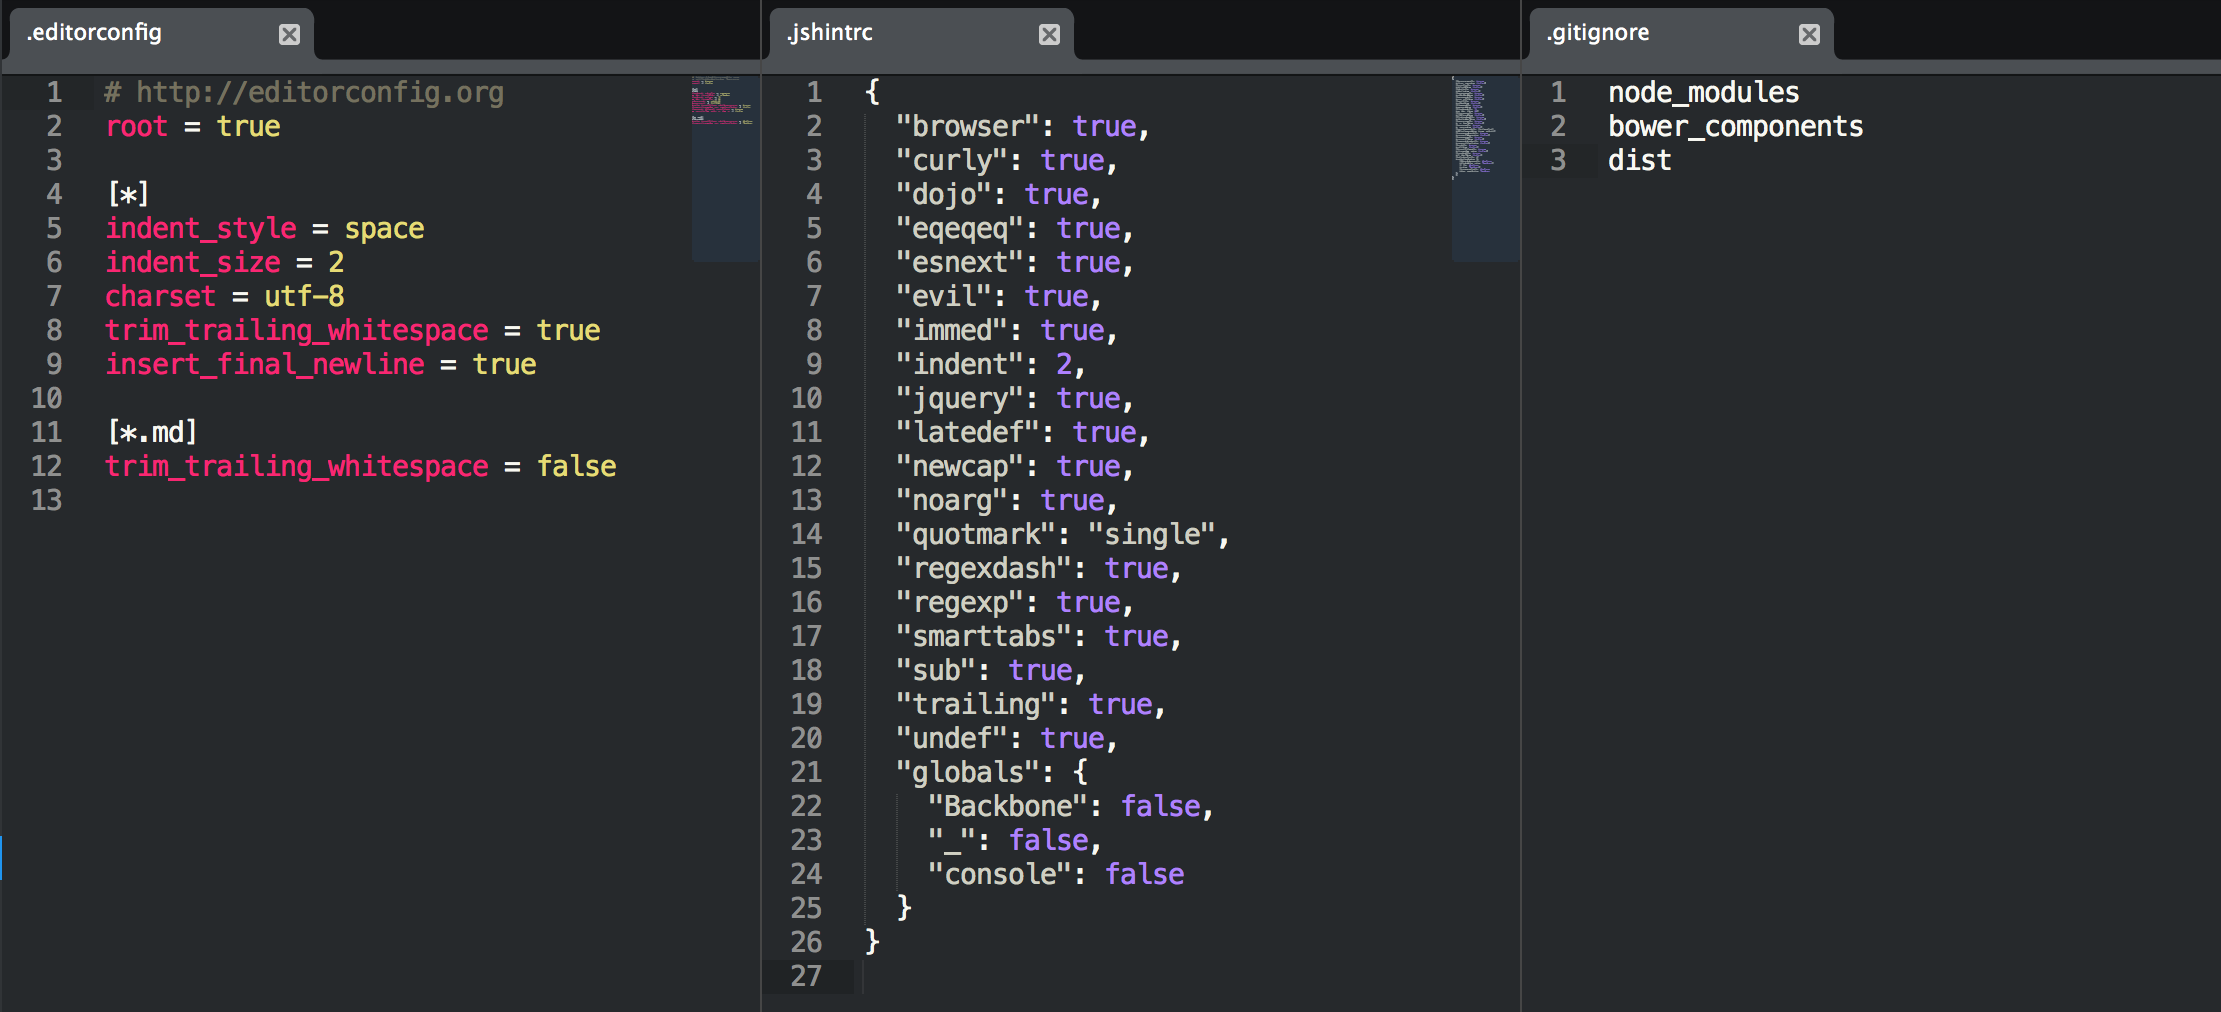 .editorconfig
1 # http://editorconfig.org
2 root = true
3
4 [*]
5 indent_style = space
6 indent_size = 2
7 charset = utf-8
8 trim_trailing_whitespace = true
9 insert_final_newline = true
10
11 [*.md]
12 trim_trailing_whitespace = false
13
.jshintrc
1 {
2   "browser": true,
3   "curly": true,
4   "dojo": true,
5   "eqeqeq": true,
6   "esnext": true,
7   "evil": true,
8   "immed": true,
9   "indent": 2,
10   "jquery": true,
11   "latedef": true,
12   "newcap": true,
13   "noarg": true,
14   "quotmark": "single",
15   "regexdash": true,
16   "regexp": true,
17   "smarttabs": true,
18   "sub": true,
19   "trailing": true,
20   "undef": true,
21   "globals": {
22     "Backbone": false,
23     "_": false,
24     "console": false
25   }
26 }
27
.gitignore
1 node_modules
2 bower_components
3 dist